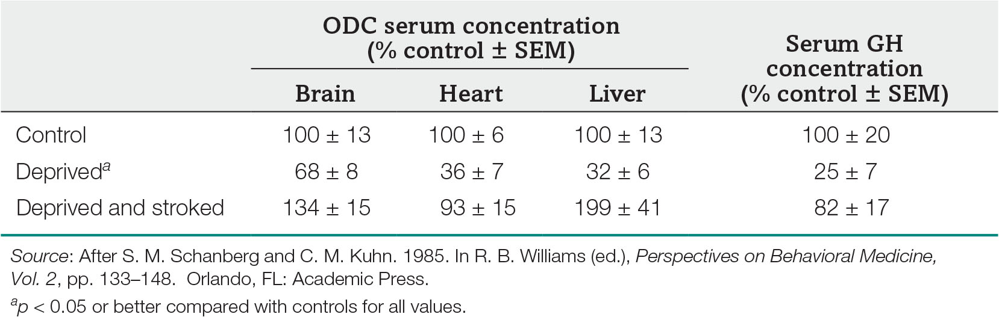 ODC serum concentration
(% control ± SEM)
Serum GH
concentration
(% control ± SEM)
Brain Heart Liver
Control 100 ± 13 100 ± 6 100 ± 13 100 ± 20
Deprivedᵃ 68 ± 8 36 ± 7 32 ± 6 25 ± 7
Deprived and stroked 134 ± 15 93 ± 15 199 ± 41 82 ± 17
Source: After S. M. Schanberg and C. M. Kuhn. 1985. In R. B. Williams (ed.), Perspectives on Behavioral Medicine,
Vol. 2, pp. 133–148. Orlando, FL: Academic Press.
ᵃp < 0.05 or better compared with controls for all values.